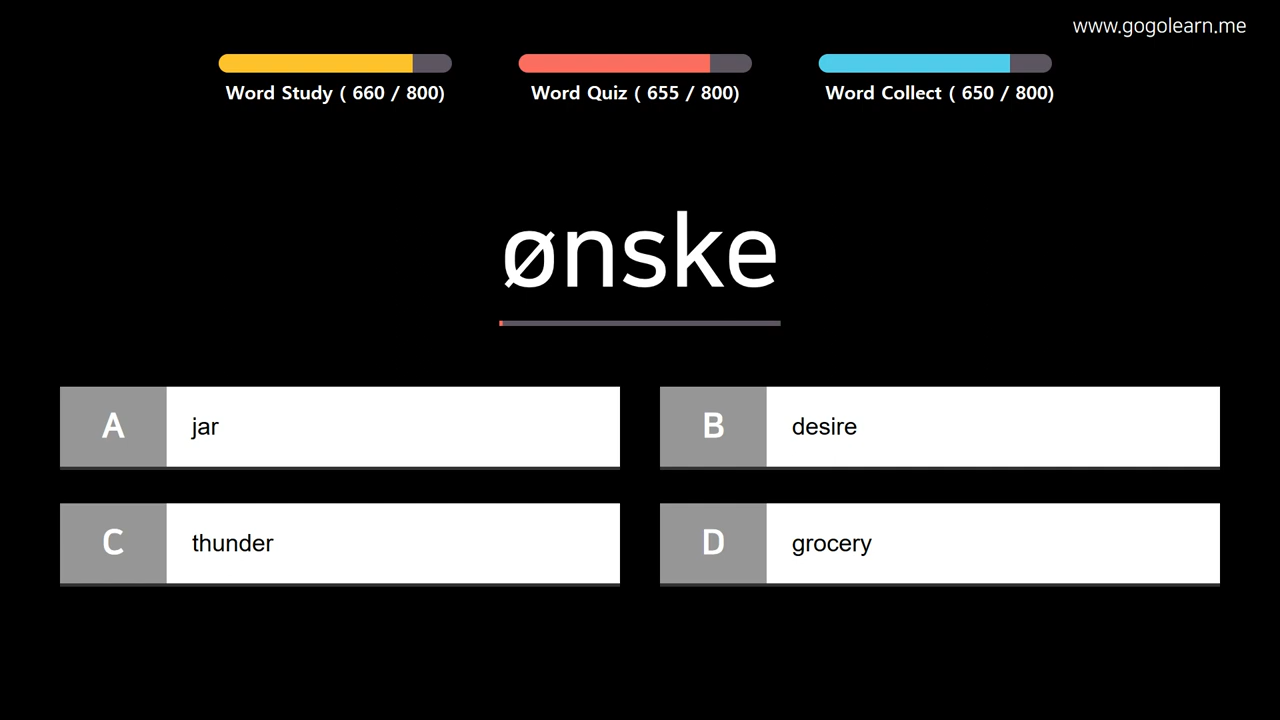 www.gogolearn.me
Word Study ( 660 / 800)
Word Quiz ( 655 / 800)
Word Collect ( 650 / 800)
ønske
A
jar
B
desire
C
thunder
D
grocery